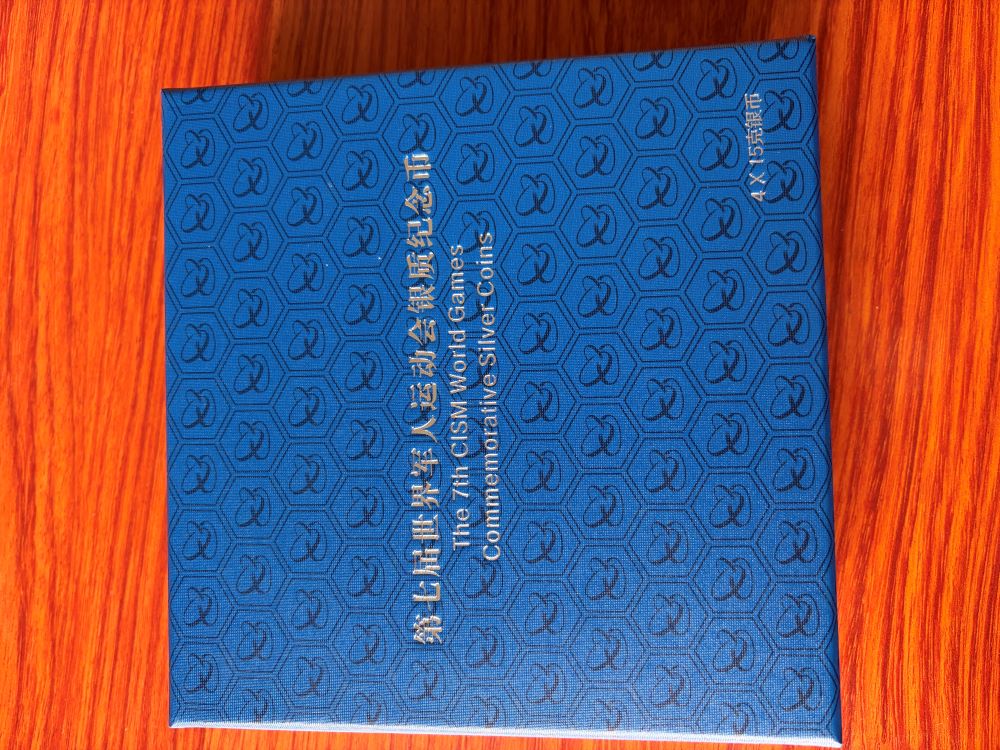 第七届世界军人运动会银质纪念币
The 7th CISM World Games
Commemorative Silver Coins
4 X 15克银币